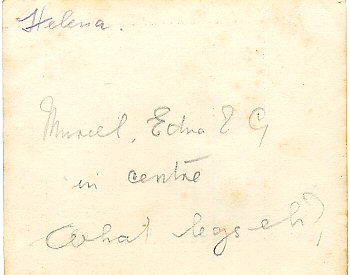 Helena.
Muriel, Edna & G
in centre
What legs eh?